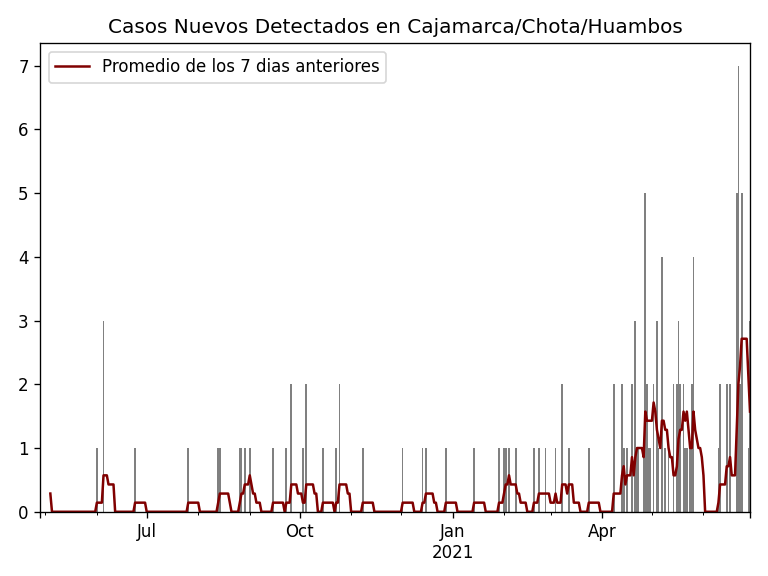 Casos Nuevos Detectados en Cajamarca/Chota/Huambos
Promedio de los 7 dias anteriores
7
6
5
4
3
2
1
0
Jul
Oct
Jan
2021
Apr